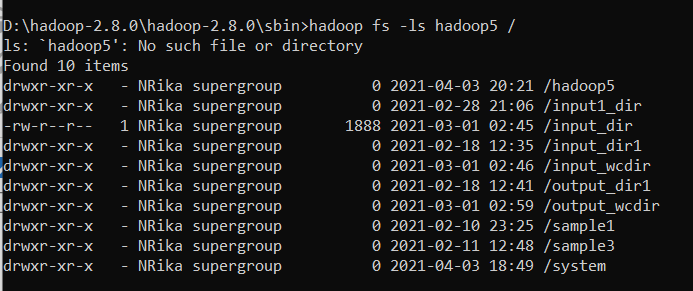 D:\hadoop-2.8.0\hadoop-2.8.0\sbin>hadoop fs -ls hadoop5 /
ls: `hadoop5': No such file or directory
Found 10 items
drwxr-xr-x   - NRika supergroup          0 2021-04-03 20:21 /hadoop5
drwxr-xr-x   - NRika supergroup          0 2021-02-28 21:06 /input1_dir
-rw-r--r--   1 NRika supergroup       1888 2021-03-01 02:45 /input_dir
drwxr-xr-x   - NRika supergroup          0 2021-02-18 12:35 /input_dir1
drwxr-xr-x   - NRika supergroup          0 2021-03-01 02:46 /input_wcdir
drwxr-xr-x   - NRika supergroup          0 2021-02-18 12:41 /output_dir1
drwxr-xr-x   - NRika supergroup          0 2021-03-01 02:59 /output_wcdir
drwxr-xr-x   - NRika supergroup          0 2021-02-10 23:25 /sample1
drwxr-xr-x   - NRika supergroup          0 2021-02-11 12:48 /sample3
drwxr-xr-x   - NRika supergroup          0 2021-04-03 18:49 /system